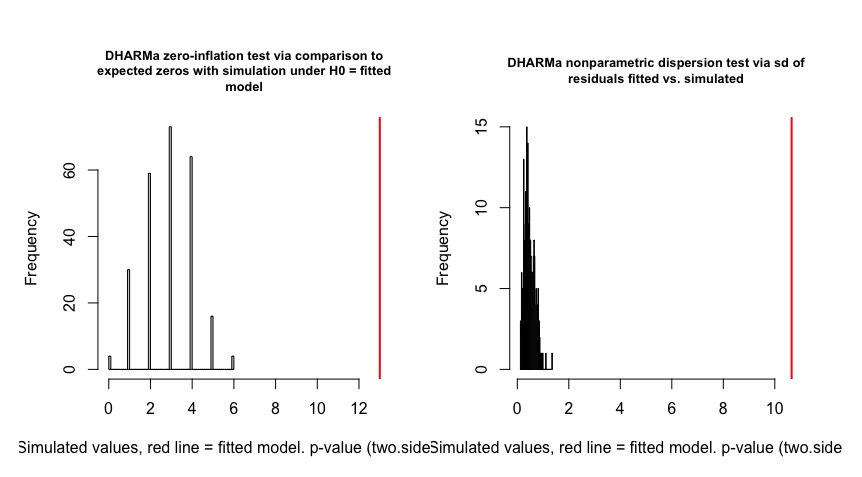 DHARMa zero-inflation test via comparison to
expected zeros with simulation under H0 = fitted
model
Frequency
0 20 40 60
0 2 4 6 8 10 12
Simulated values, red line = fitted model. p-value (two.side
DHARMa nonparametric dispersion test via sd of
residuals fitted vs. simulated
Frequency
0 5 10 15
0 2 4 6 8 10
Simulated values, red line = fitted model. p-value (two.side